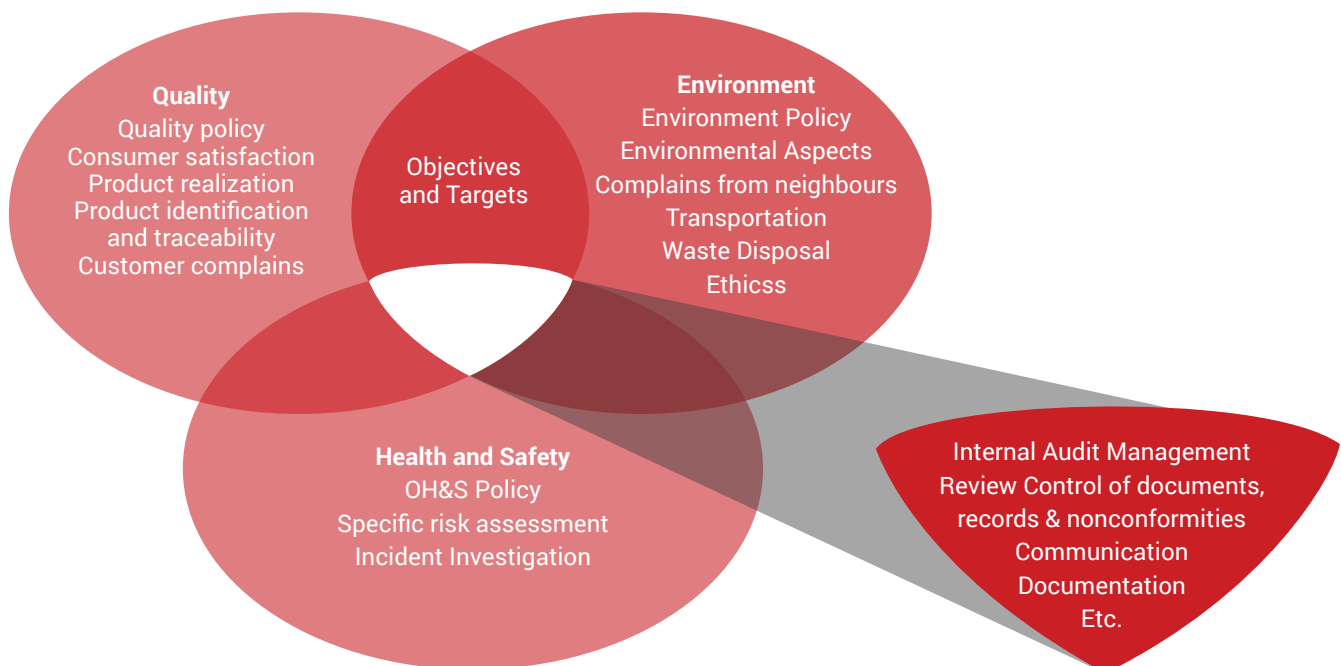 Quality
Quality policy
Consumer satisfaction
Product realization
Product identification
and traceability
Customer complains
Objectives
and Targets
Environment
Environment Policy
Environmental Aspects
Complains from neighbours
Transportation
Waste Disposal
Ethicss
Health and Safety
OH&S Policy
Specific risk assessment
Incident Investigation
Internal Audit Management
Review Control of documents,
records & nonconformities
Communication
Documentation
Etc.